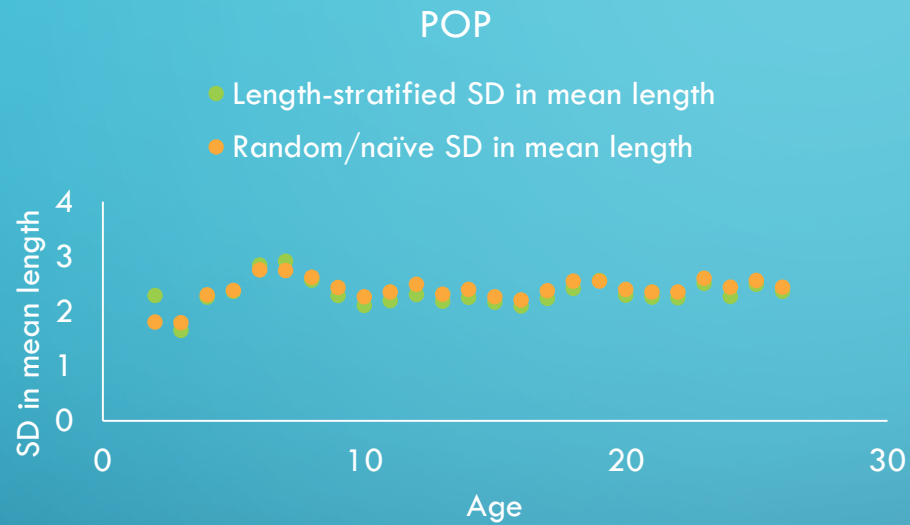 POP
Length-stratified SD in mean length
Random/naïve SD in mean length
SD in mean length
4
3
2
1
0
0
10
20
30
Age